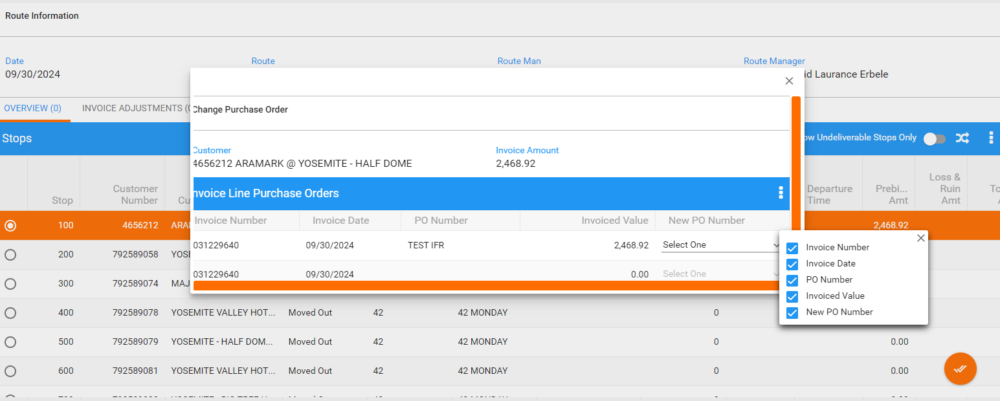 Route Information
Date Route Route Man Route Manager
09/30/2024 id Laurance Erbele
OVERVIEW (0) INVOICE ADJUSTMENTS (0
Change Purchase Order
Stops
ow Undeliverable Stops Only
Customer Invoice Amount
4656212 ARAMARK @ YOSEMITE - HALF DOME 2,468.92
nvoice Line Purchase Orders
Stop Customer Number Cu Departure Time Prebi... Amt Loss & Ruin Amt To
Invoice Number Invoice Date PO Number Invoiced Value New PO Number
100 4656212 ARA 2,468.92
031229640 09/30/2024 TEST IFR 2,468.92 Select One
200 792589058 YOSE
031229640 09/30/2024 0.00 Select One
300 792589074 MAJ
Invoice Number
Invoice Date
PO Number
Invoiced Value
New PO Number
400 792589078 YOSEMITE VALLEY HOT... Moved Out 42 42 MONDAY 0
500 792589079 YOSEMITE - HALF DOM... Moved Out 42 42 MONDAY 0 0.00
600 792589081 YOSEMITE VALLEY HOT... Moved Out 42 42 MONDAY 0 0.00